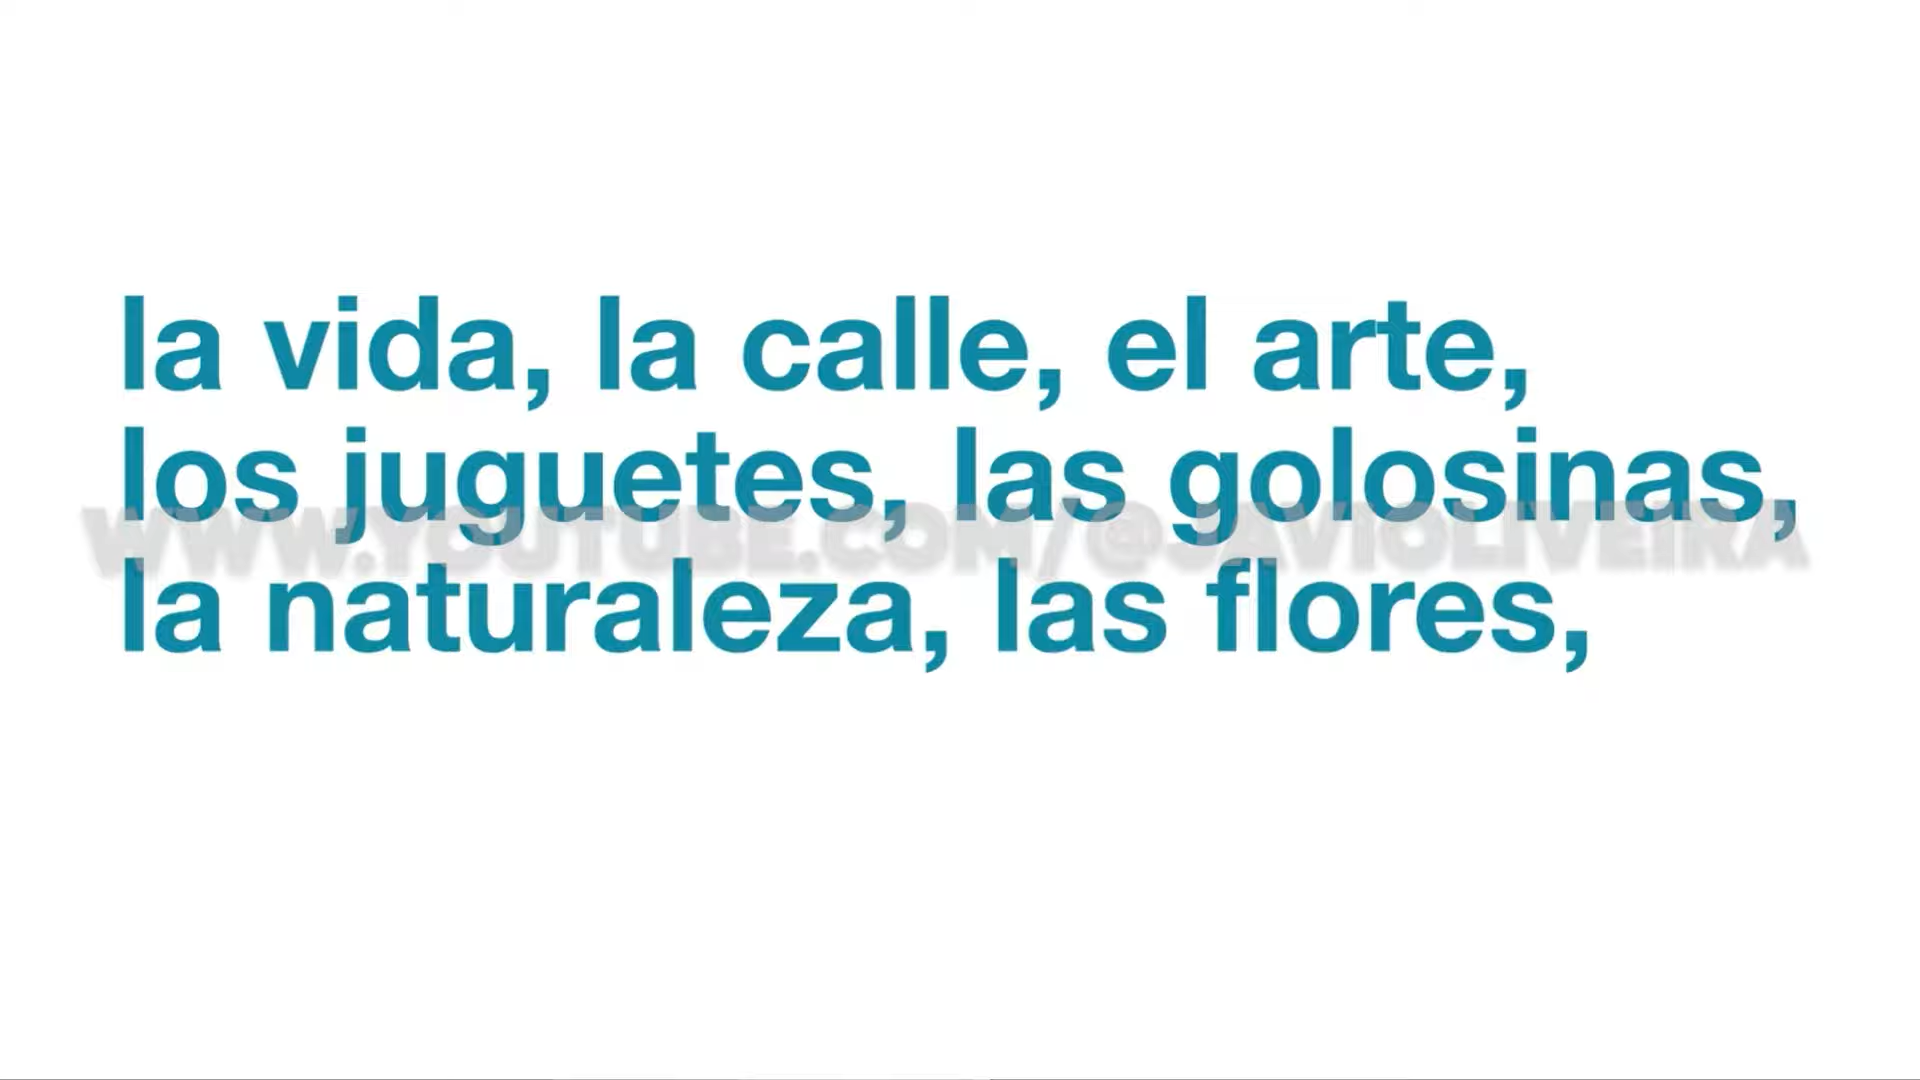 la vida, la calle, el arte,
los juguetes, las golosinas,
WWW.YOUTUBE.COM/@JAVIOLIVEIRA
la naturaleza, las flores,